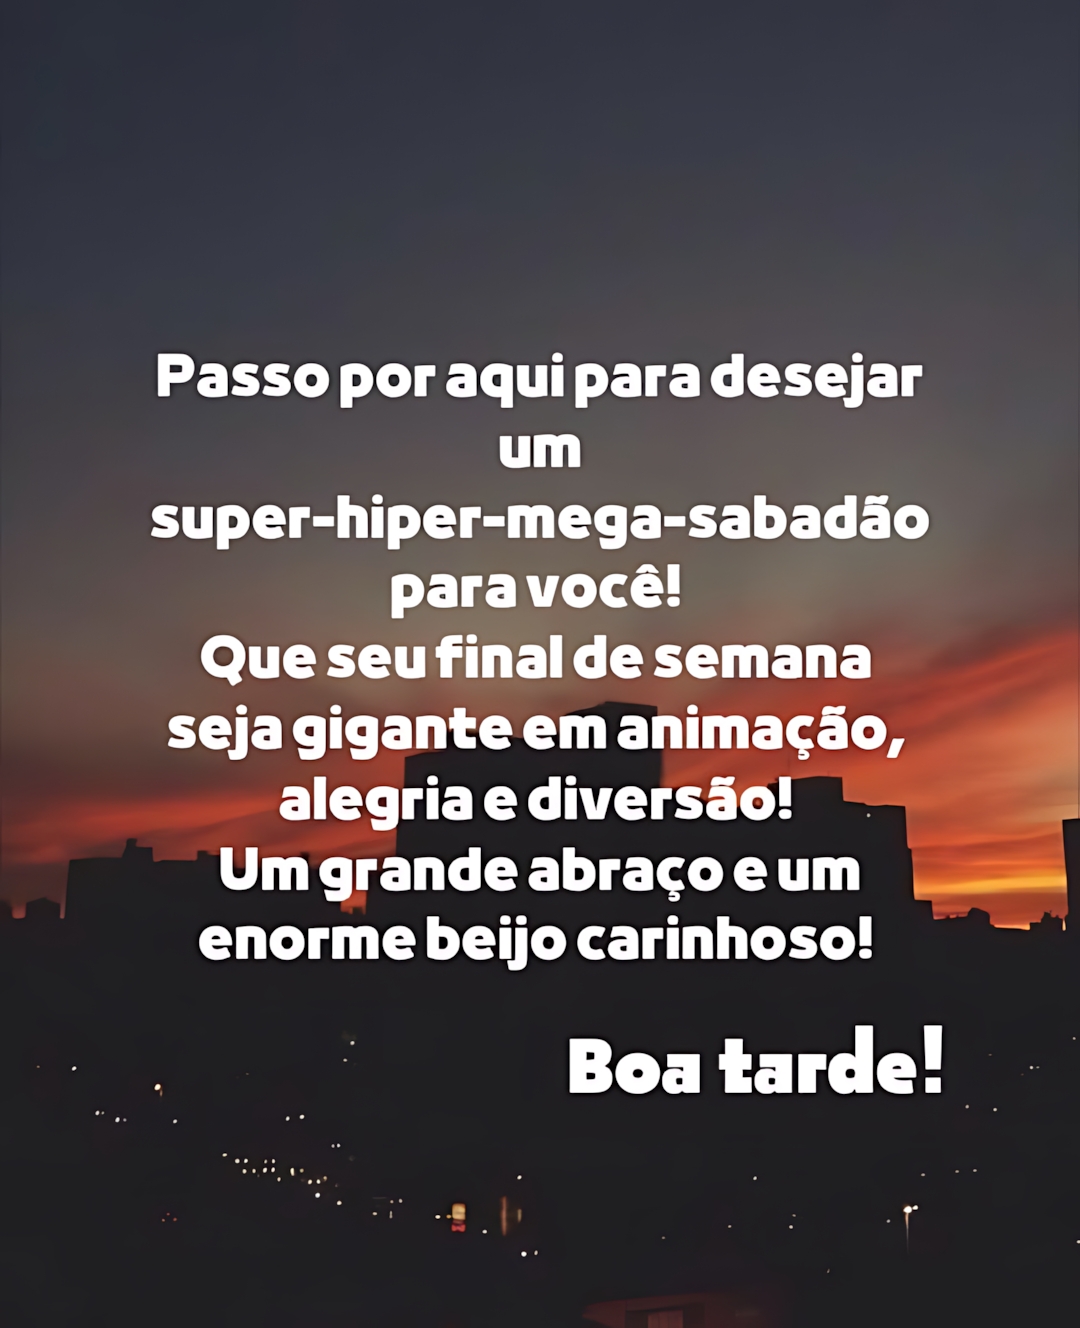 Passo por aqui para desejar
um
super-hiper-mega-sabadão
para você!
Que seu final de semana
seja gigante em animação,
alegria e diversão!
Um grande abraço e um
enorme beijo carinhoso!
Boa tarde!